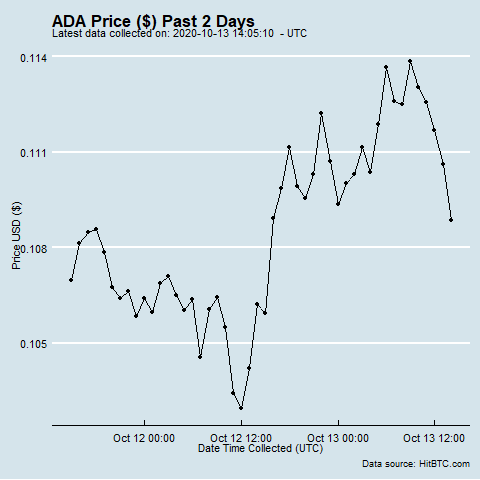 ADA Price ($) Past 2 Days
Latest data collected on: 2020-10-13 14:05:10 - UTC
Price USD ($)
0.114
0.111
0.108
0.105
Oct 12 00:00
Oct 12 12:00
Oct 13 00:00
Oct 13 12:00
Date Time Collected (UTC)
Data source: HitBTC.com